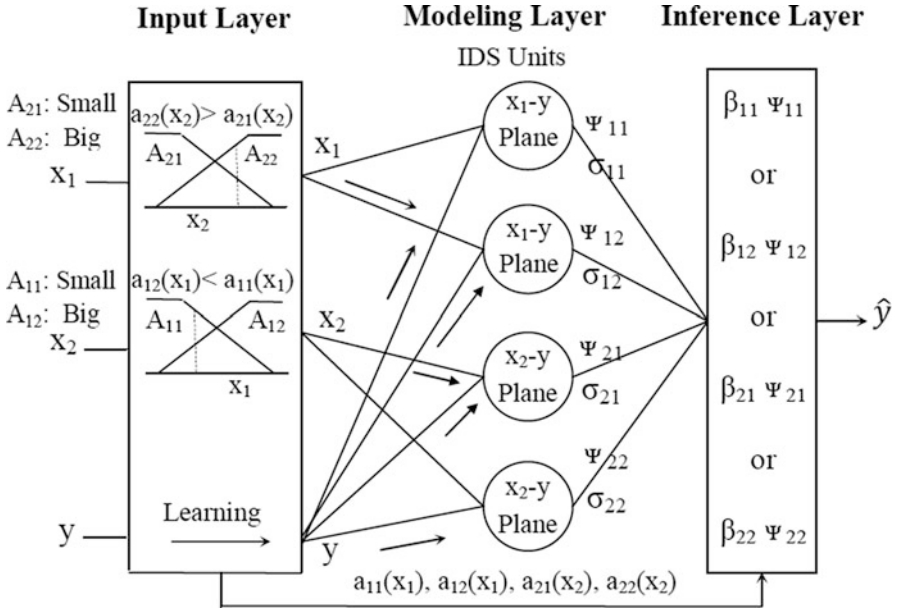 Input Layer
Modeling Layer
Inference Layer
IDS Units
A₂₁: Small
A₂₂: Big
x₁
a₂₂(x₂)> a₂₁(x₂)
A₂₁
A₂₂
x₂
A₁₁: Small
A₁₂: Big
x₂
a₁₂(x₁)< a₁₁(x₁)
A₁₁
A₁₂
x₁
y
Learning
x₁
x₂
y
x₁-y
Plane
x₁-y
Plane
x₂-y
Plane
x₂-y
Plane
Ψ₁₁
σ₁₁
Ψ₁₂
σ₁₂
Ψ₂₁
σ₂₁
Ψ₂₂
σ₂₂
β₁₁ Ψ₁₁
or
β₁₂ Ψ₁₂
or
β₂₁ Ψ₂₁
or
β₂₂ Ψ₂₂
ŷ
a₁₁(x₁), a₁₂(x₁), a₂₁(x₂), a₂₂(x₂)